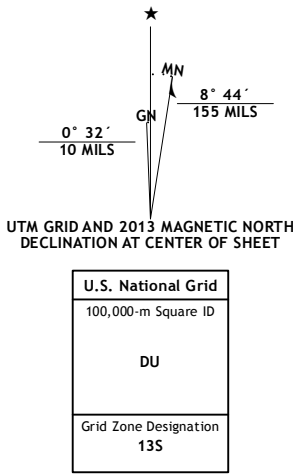 MN
8° 44´
155 MILS
GN
0° 32´
10 MILS
UTM GRID AND 2013 MAGNETIC NORTH
DECLINATION AT CENTER OF SHEET
U.S. National Grid
100,000-m Square ID
DU
Grid Zone Designation
13S